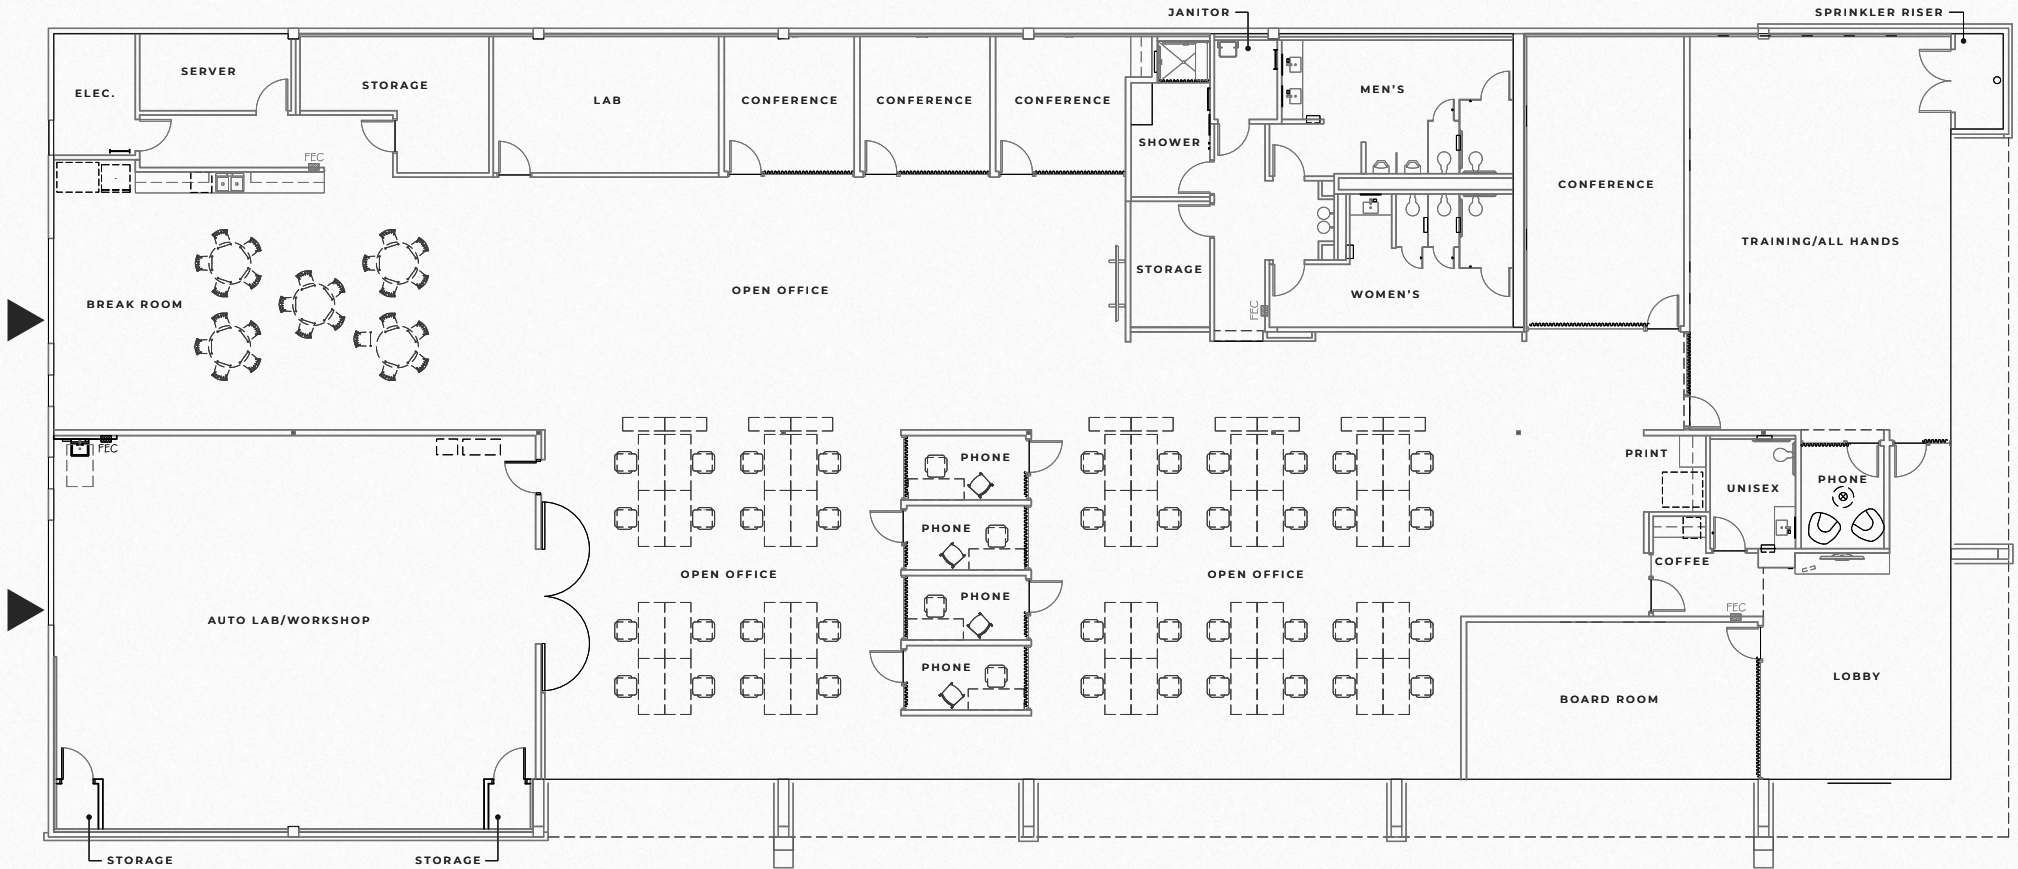 JANITOR
SPRINKLER RISER
SERVER
ELEC.
STORAGE
LAB
CONFERENCE
CONFERENCE
CONFERENCE
MEN'S
SHOWER
FEC
CONFERENCE
TRAINING/ALL HANDS
STORAGE
OPEN OFFICE
WOMEN'S
BREAK ROOM
FEC
FEC
PHONE
PRINT
PHONE
UNISEX
PHONE
COFFEE
OPEN OFFICE
OPEN OFFICE
PHONE
FEC
AUTO LAB/WORKSHOP
PHONE
LOBBY
BOARD ROOM
STORAGE
STORAGE